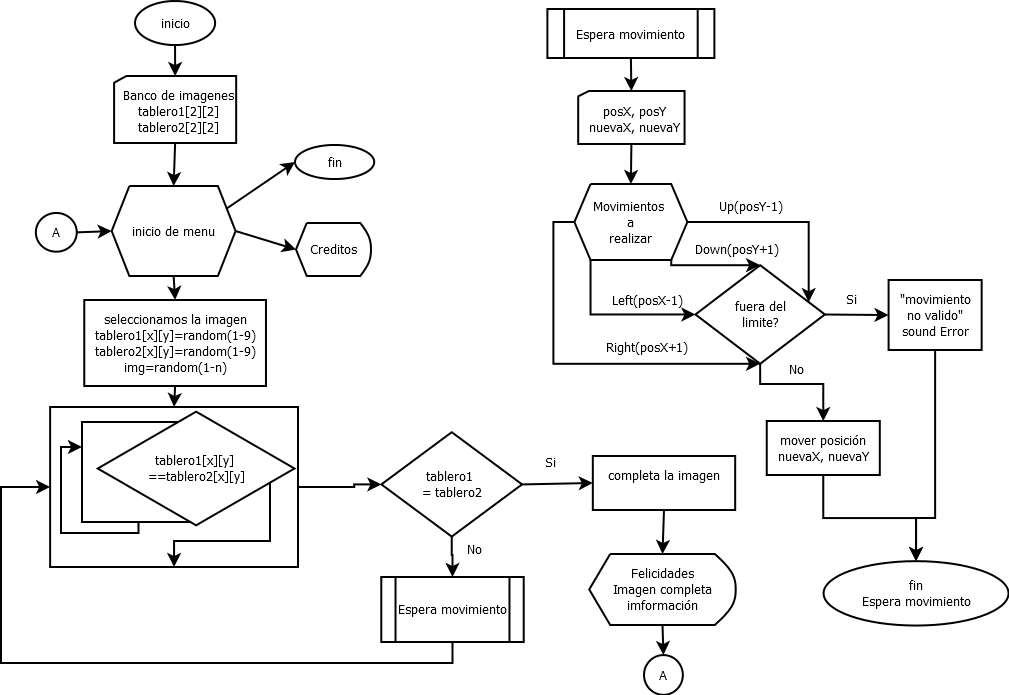 inicio
Banco de imagenes
tablero1[2][2]
tablero2[2][2]
fin
A
inicio de menu
Creditos
seleccionamos la imagen
tablero1[x][y]=random(1-9)
tablero2[x][y]=random(1-9)
img=random(1-n)
tablero1[x][y]
==tablero2[x][y]
tablero1
= tablero2
Si
No
completa la imagen
Espera movimiento
Felicidades
Imagen completa
imformación
A
Espera movimiento
posX, posY
nuevaX, nuevaY
Movimientos
a
realizar
Up(posY-1)
Down(posY+1)
Left(posX-1)
Right(posX+1)
fuera del
limite?
Si
No
"movimiento
no valido"
sound Error
mover posición
nuevaX, nuevaY
fin
Espera movimiento